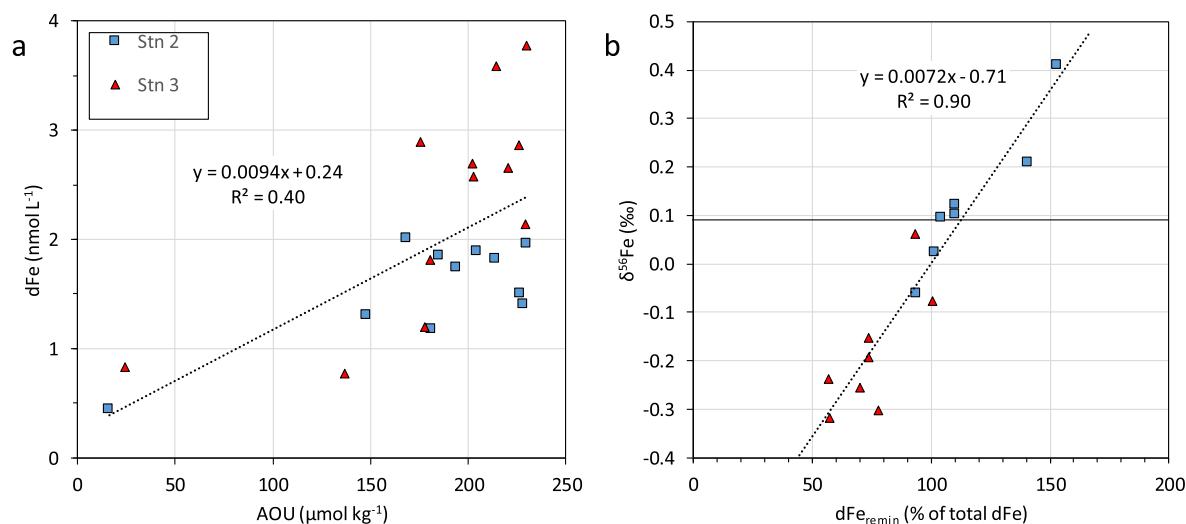 a
4
3
2
1
0
dFe (nmol L⁻¹)
Stn 2
Stn 3
y = 0.0094x + 0.24
R² = 0.40
0 50 100 150 200 250
AOU (µmol kg⁻¹)
b
0.5
0.4
0.3
0.2
0.1
0.0
-0.1
-0.2
-0.3
-0.4
δ⁵⁶Fe (‰)
y = 0.0072x - 0.71
R² = 0.90
0 50 100 150 200
dFeremin (% of total dFe)